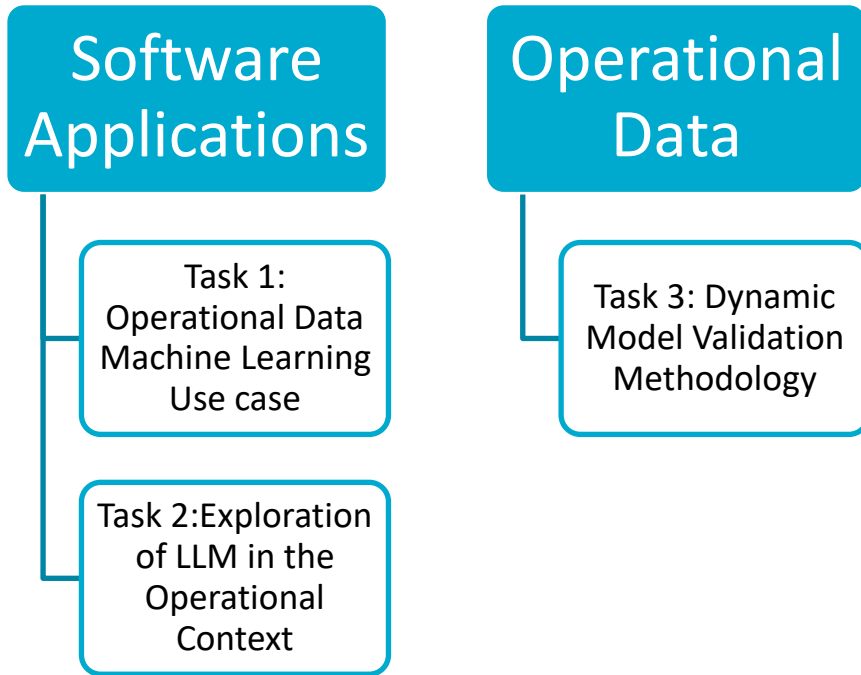 Software
Applications
Task 1:
Operational Data
Machine Learning
Use case
Task 2:Exploration
of LLM in the
Operational
Context
Operational
Data
Task 3: Dynamic
Model Validation
Methodology